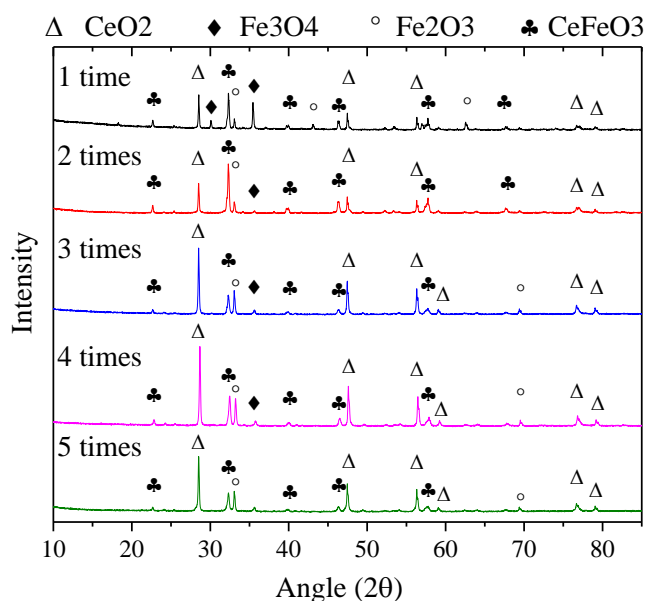 Δ CeO2 ♦ Fe3O4 ○ Fe2O3 ♣ CeFeO3
1 time
2 times
3 times
4 times
5 times
Intensity
10 20 30 40 50 60 70 80
Angle (2θ)